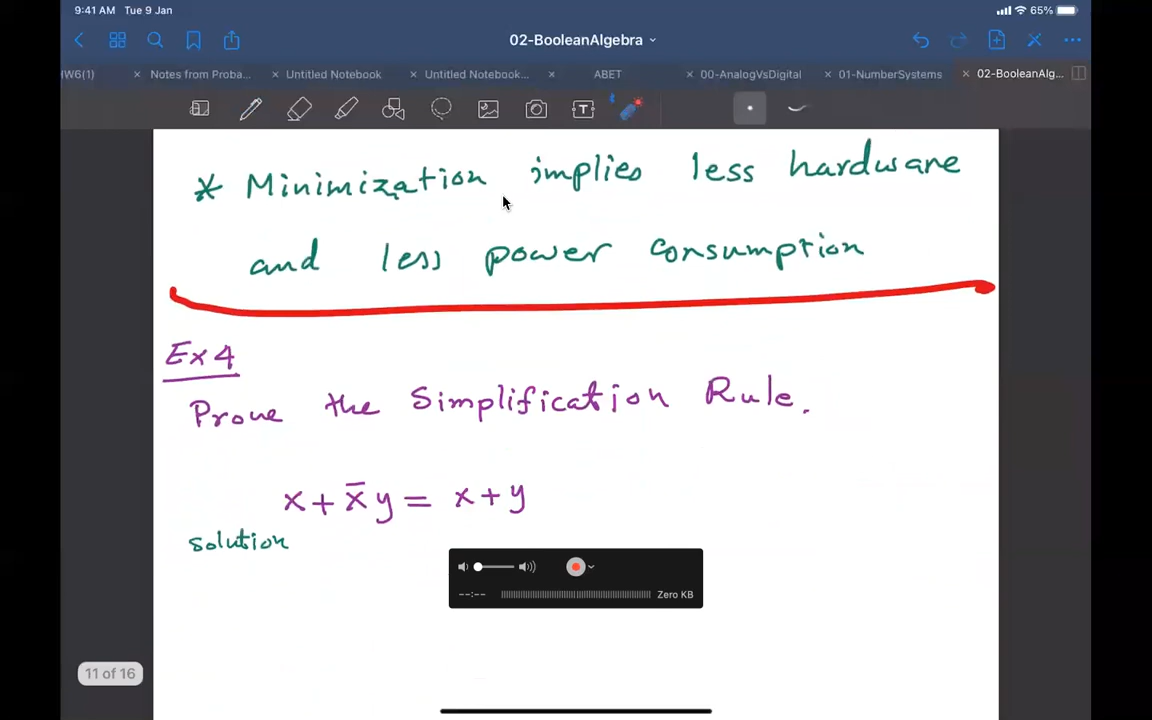 9:41 AM Tue 9 Jan
65%
02-BooleanAlgebra
HW6(1)
Notes from Proba...
Untitled Notebook
Untitled Notebook...
ABET
00-AnalogVsDigital
01-NumberSystems
02-BooleanAlg...
* Minimization implies less hardware
and less power consumption
Ex4
Prove the Simplification Rule.
x + x̄ y = x + y
solution
--:--
Zero KB
11 of 16